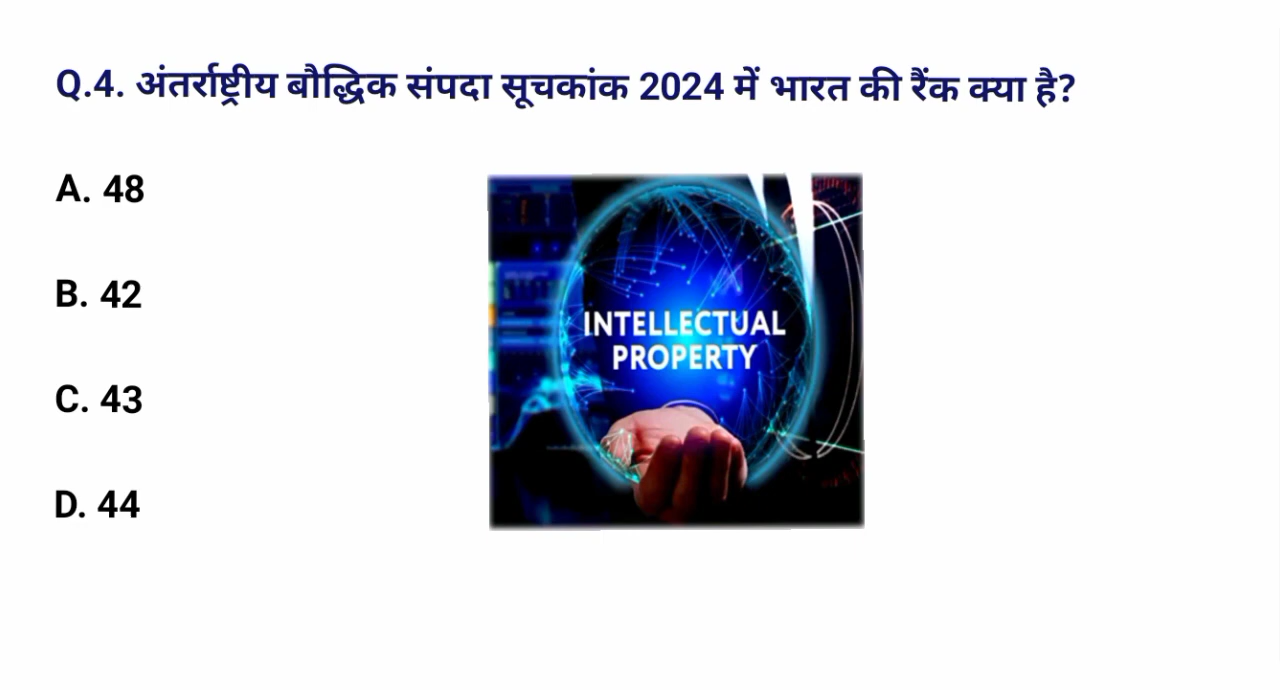 Q.4. अंतर्राष्ट्रीय बौद्धिक संपदा सूचकांक 2024 में भारत की रैंक क्या है?
A. 48
B. 42
INTELLECTUAL
PROPERTY
C. 43
D. 44